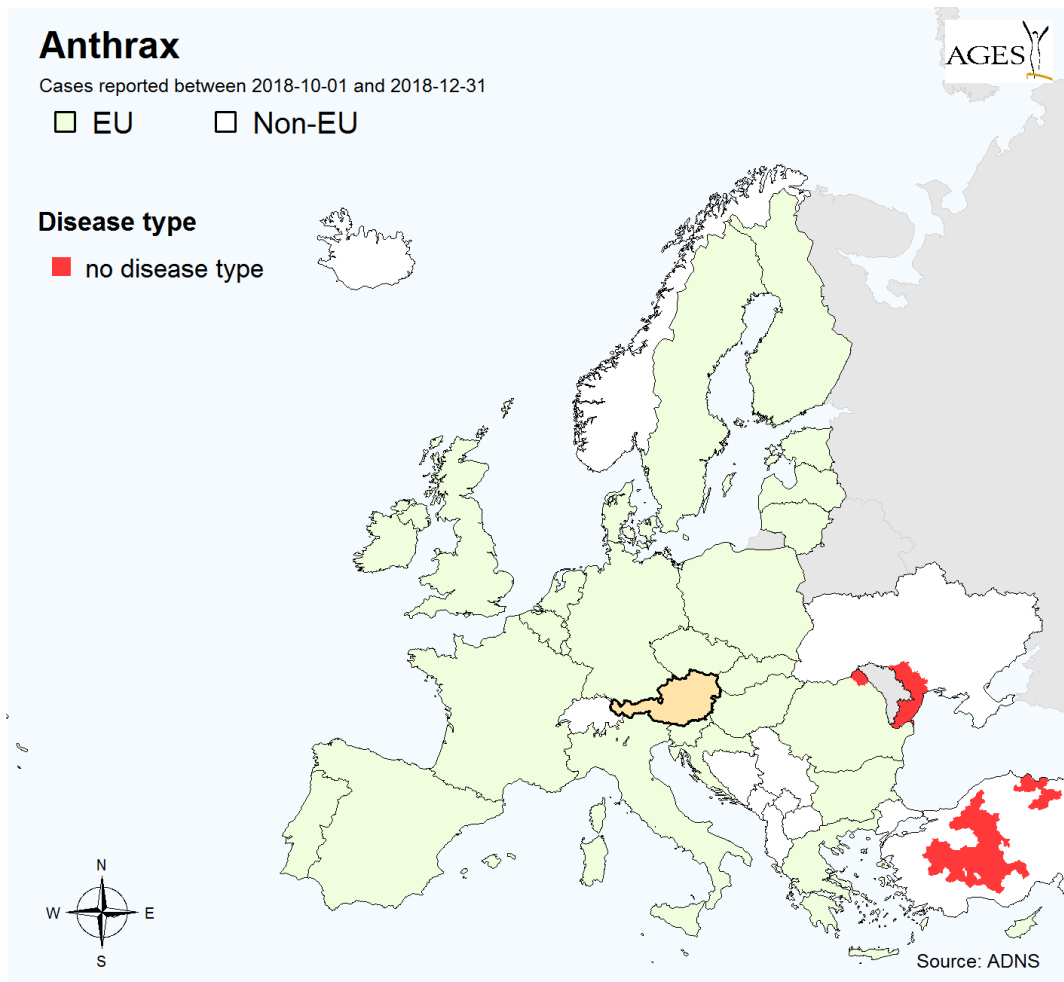 Anthrax
Cases reported between 2018-10-01 and 2018-12-31
EU Non-EU
AGES
Disease type
no disease type
N
W E
S
Source: ADNS